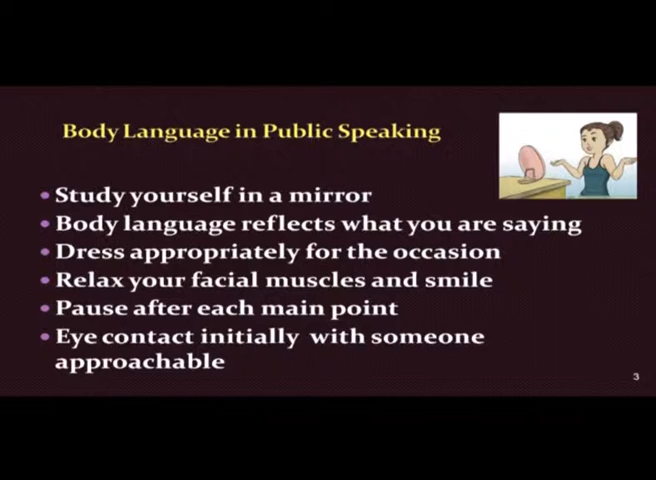 Body Language in Public Speaking
• Study yourself in a mirror
• Body language reflects what you are saying
• Dress appropriately for the occasion
• Relax your facial muscles and smile
• Pause after each main point
• Eye contact initially with someone
approachable
3